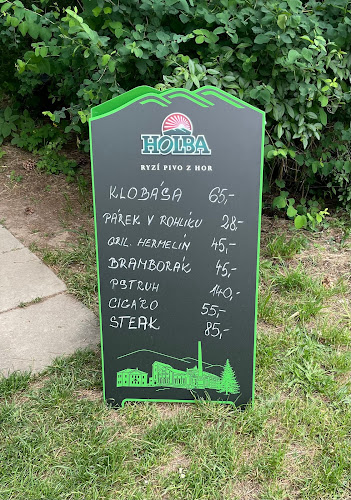 HOLBA
RYZÍ PIVO Z HOR
KLOBÁSA 65,-
PÁREK V ROHLÍKU 28,-
GRIL. HERMELIN 45,-
BRAMBORÁK 45,-
PSTRUH 140,-
CIGÁRO 55,-
STEAK 85,-